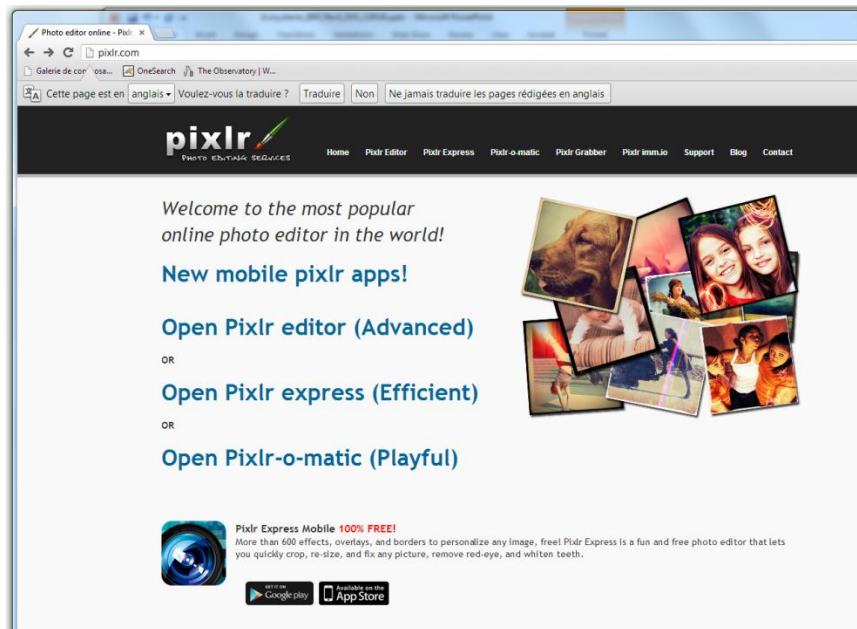 Photo editor online - Pixl
pixlr.com
OneSearch
The Observatory | W...
Cette page est en anglais Voulez-vous la traduire ? Traduire Non Ne jamais traduire les pages rédigées en anglais
pixlr
PHOTO EDITING SERVICES
Home Pixlr Editor Pixlr Express Pixlr-o-matic Pixlr Grabber Pixlr imm.io Support Blog Contact
Welcome to the most popular
online photo editor in the world!
New mobile pixlr apps!
Open Pixlr editor (Advanced)
OR
Open Pixlr express (Efficient)
OR
Open Pixlr-o-matic (Playful)
Pixlr Express Mobile 100% FREE!
More than 600 effects, overlays, and borders to personalize any image, free! Pixlr Express is a fun and free photo editor that lets
you quickly crop, re-size, and fix any picture, remove red-eye, and whiten teeth.
GET IT ON
Google play
Available on the
App Store